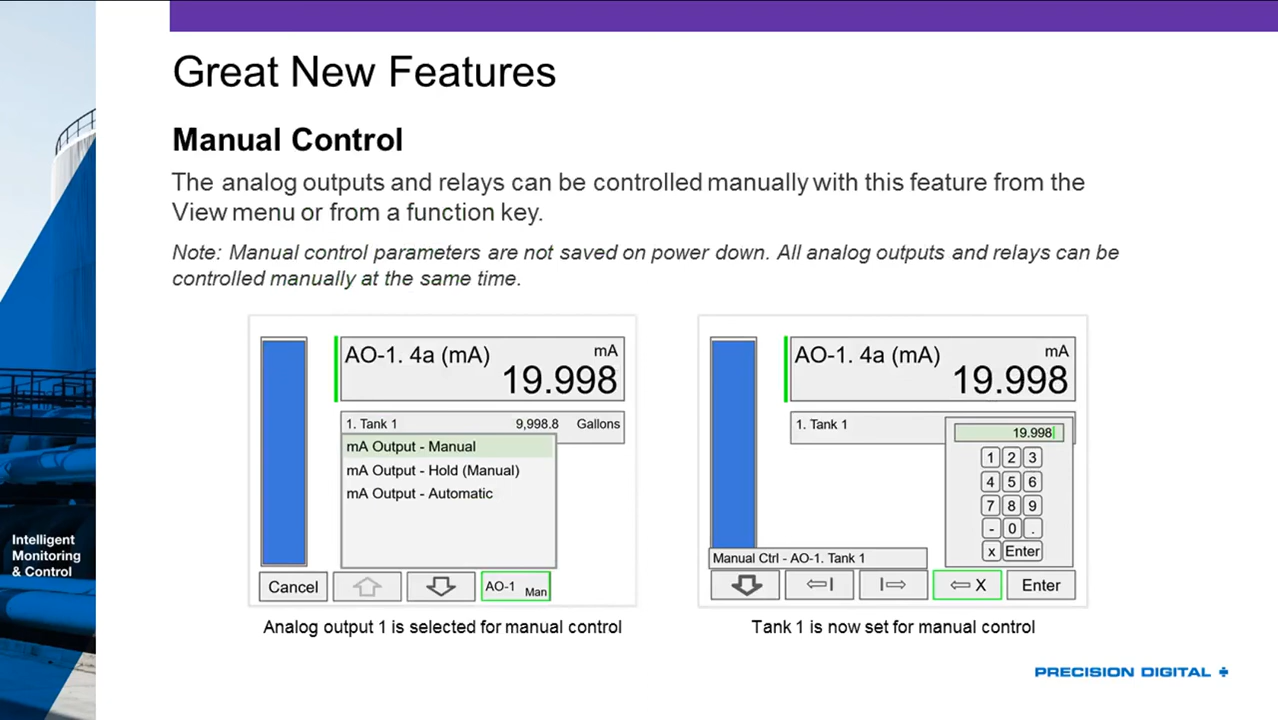 Great New Features
Manual Control
The analog outputs and relays can be controlled manually with this feature from the
View menu or from a function key.
Note: Manual control parameters are not saved on power down. All analog outputs and relays can be
controlled manually at the same time.
AO-1. 4a (mA)
mA
19.998
1. Tank 1 9,998.8 Gallons
mA Output - Manual
mA Output - Hold (Manual)
mA Output - Automatic
Cancel
AO-1 Man
Analog output 1 is selected for manual control
AO-1. 4a (mA)
mA
19.998
1. Tank 1
19.998
1 2 3
4 5 6
7 8 9
- 0 .
x Enter
Manual Ctrl - AO-1. Tank 1
X
Enter
Tank 1 is now set for manual control
Intelligent
Monitoring
& Control
PRECISION DIGITAL